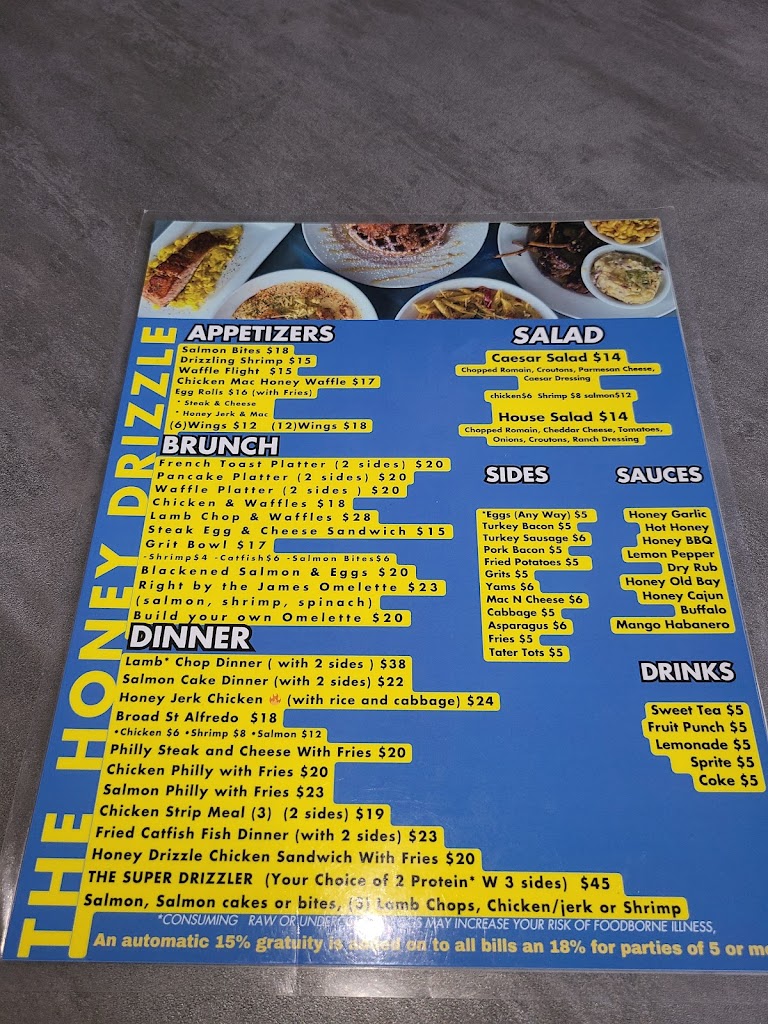 THE HONEY DRIZZLE
APPETIZERS
Salmon Bites $18
Drizzling Shrimp $15
Waffle Flight $15
Chicken Mac Honey Waffle $17
Egg Rolls $16 (with Fries)
* Steak & Cheese
* Honey Jerk & Mac
(6)Wings $12 (12)Wings $18
BRUNCH
French Toast Platter (2 sides) $20
Pancake Platter (2 sides) $20
Waffle Platter (2 sides ) $20
Chicken & Waffles $18
Lamb Chop & Waffles $28
Steak Egg & Cheese Sandwich $15
Grit Bowl $17
-Shrimp$4 -Catfish$6 -Salmon Bites$6
Blackened Salmon & Eggs $20
Right by the James Omelette $23
(salmon, shrimp, spinach)
Build your own Omelette $20
DINNER
Lamb* Chop Dinner ( with 2 sides ) $38
Salmon Cake Dinner (with 2 sides) $22
Honey Jerk Chicken 🔥 (with rice and cabbage) $24
Broad St Alfredo $18
•Chicken $6 •Shrimp $8 •Salmon $12
Philly Steak and Cheese With Fries $20
Chicken Philly with Fries $20
Salmon Philly with Fries $23
Chicken Strip Meal (3) (2 sides) $19
Fried Catfish Fish Dinner (with 2 sides) $23
Honey Drizzle Chicken Sandwich With Fries $20
THE SUPER DRIZZLER (Your Choice of 2 Protein* W 3 sides) $45
Salmon, Salmon cakes or bites, (3) Lamb Chops, Chicken/jerk or Shrimp
SALAD
Caesar Salad $14
Chopped Romain, Croutons, Parmesan Cheese,
Caesar Dressing
chicken$6 Shrimp $8 salmon$12
House Salad $14
Chopped Romain, Cheddar Cheese, Tomatoes,
Onions, Croutons, Ranch Dressing
SIDES
*Eggs (Any Way) $5
Turkey Bacon $5
Turkey Sausage $6
Pork Bacon $5
Fried Potatoes $5
Grits $5
Yams $6
Mac N Cheese $6
Cabbage $5
Asparagus $6
Fries $5
Tater Tots $5
SAUCES
Honey Garlic
Hot Honey
Honey BBQ
Lemon Pepper
Dry Rub
Honey Old Bay
Honey Cajun
Buffalo
Mango Habanero
DRINKS
Sweet Tea $5
Fruit Punch $5
Lemonade $5
Sprite $5
Coke $5
*CONSUMING RAW OR MAY INCREASE YOUR RISK OF FOODBORNE ILLNESS,
An automatic 15% gratuity is added on to all bills an 18% for parties of 5 or